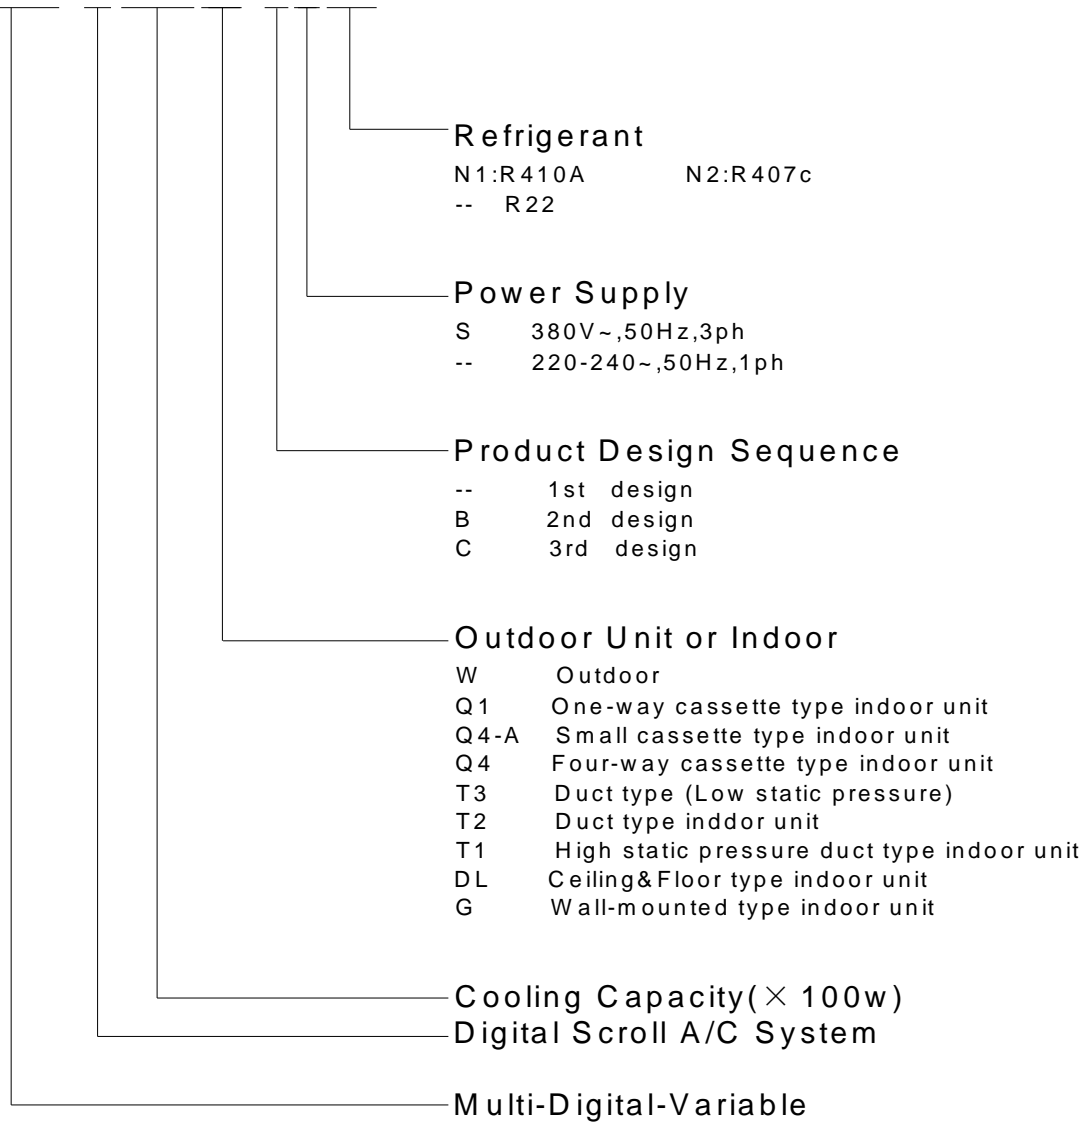 Refrigerant
N1:R410A N2:R407c
-- R22
Power Supply
S 380V~,50Hz,3ph
-- 220-240~,50Hz,1ph
Product Design Sequence
-- 1st design
B 2nd design
C 3rd design
Outdoor Unit or Indoor
W Outdoor
Q1 One-way cassette type indoor unit
Q4-A Small cassette type indoor unit
Q4 Four-way cassette type indoor unit
T3 Duct type (Low static pressure)
T2 Duct type inddor unit
T1 High static pressure duct type indoor unit
DL Ceiling&Floor type indoor unit
G Wall-mounted type indoor unit
Cooling Capacity(× 100w)
Digital Scroll A/C System
Multi-Digital-Variable